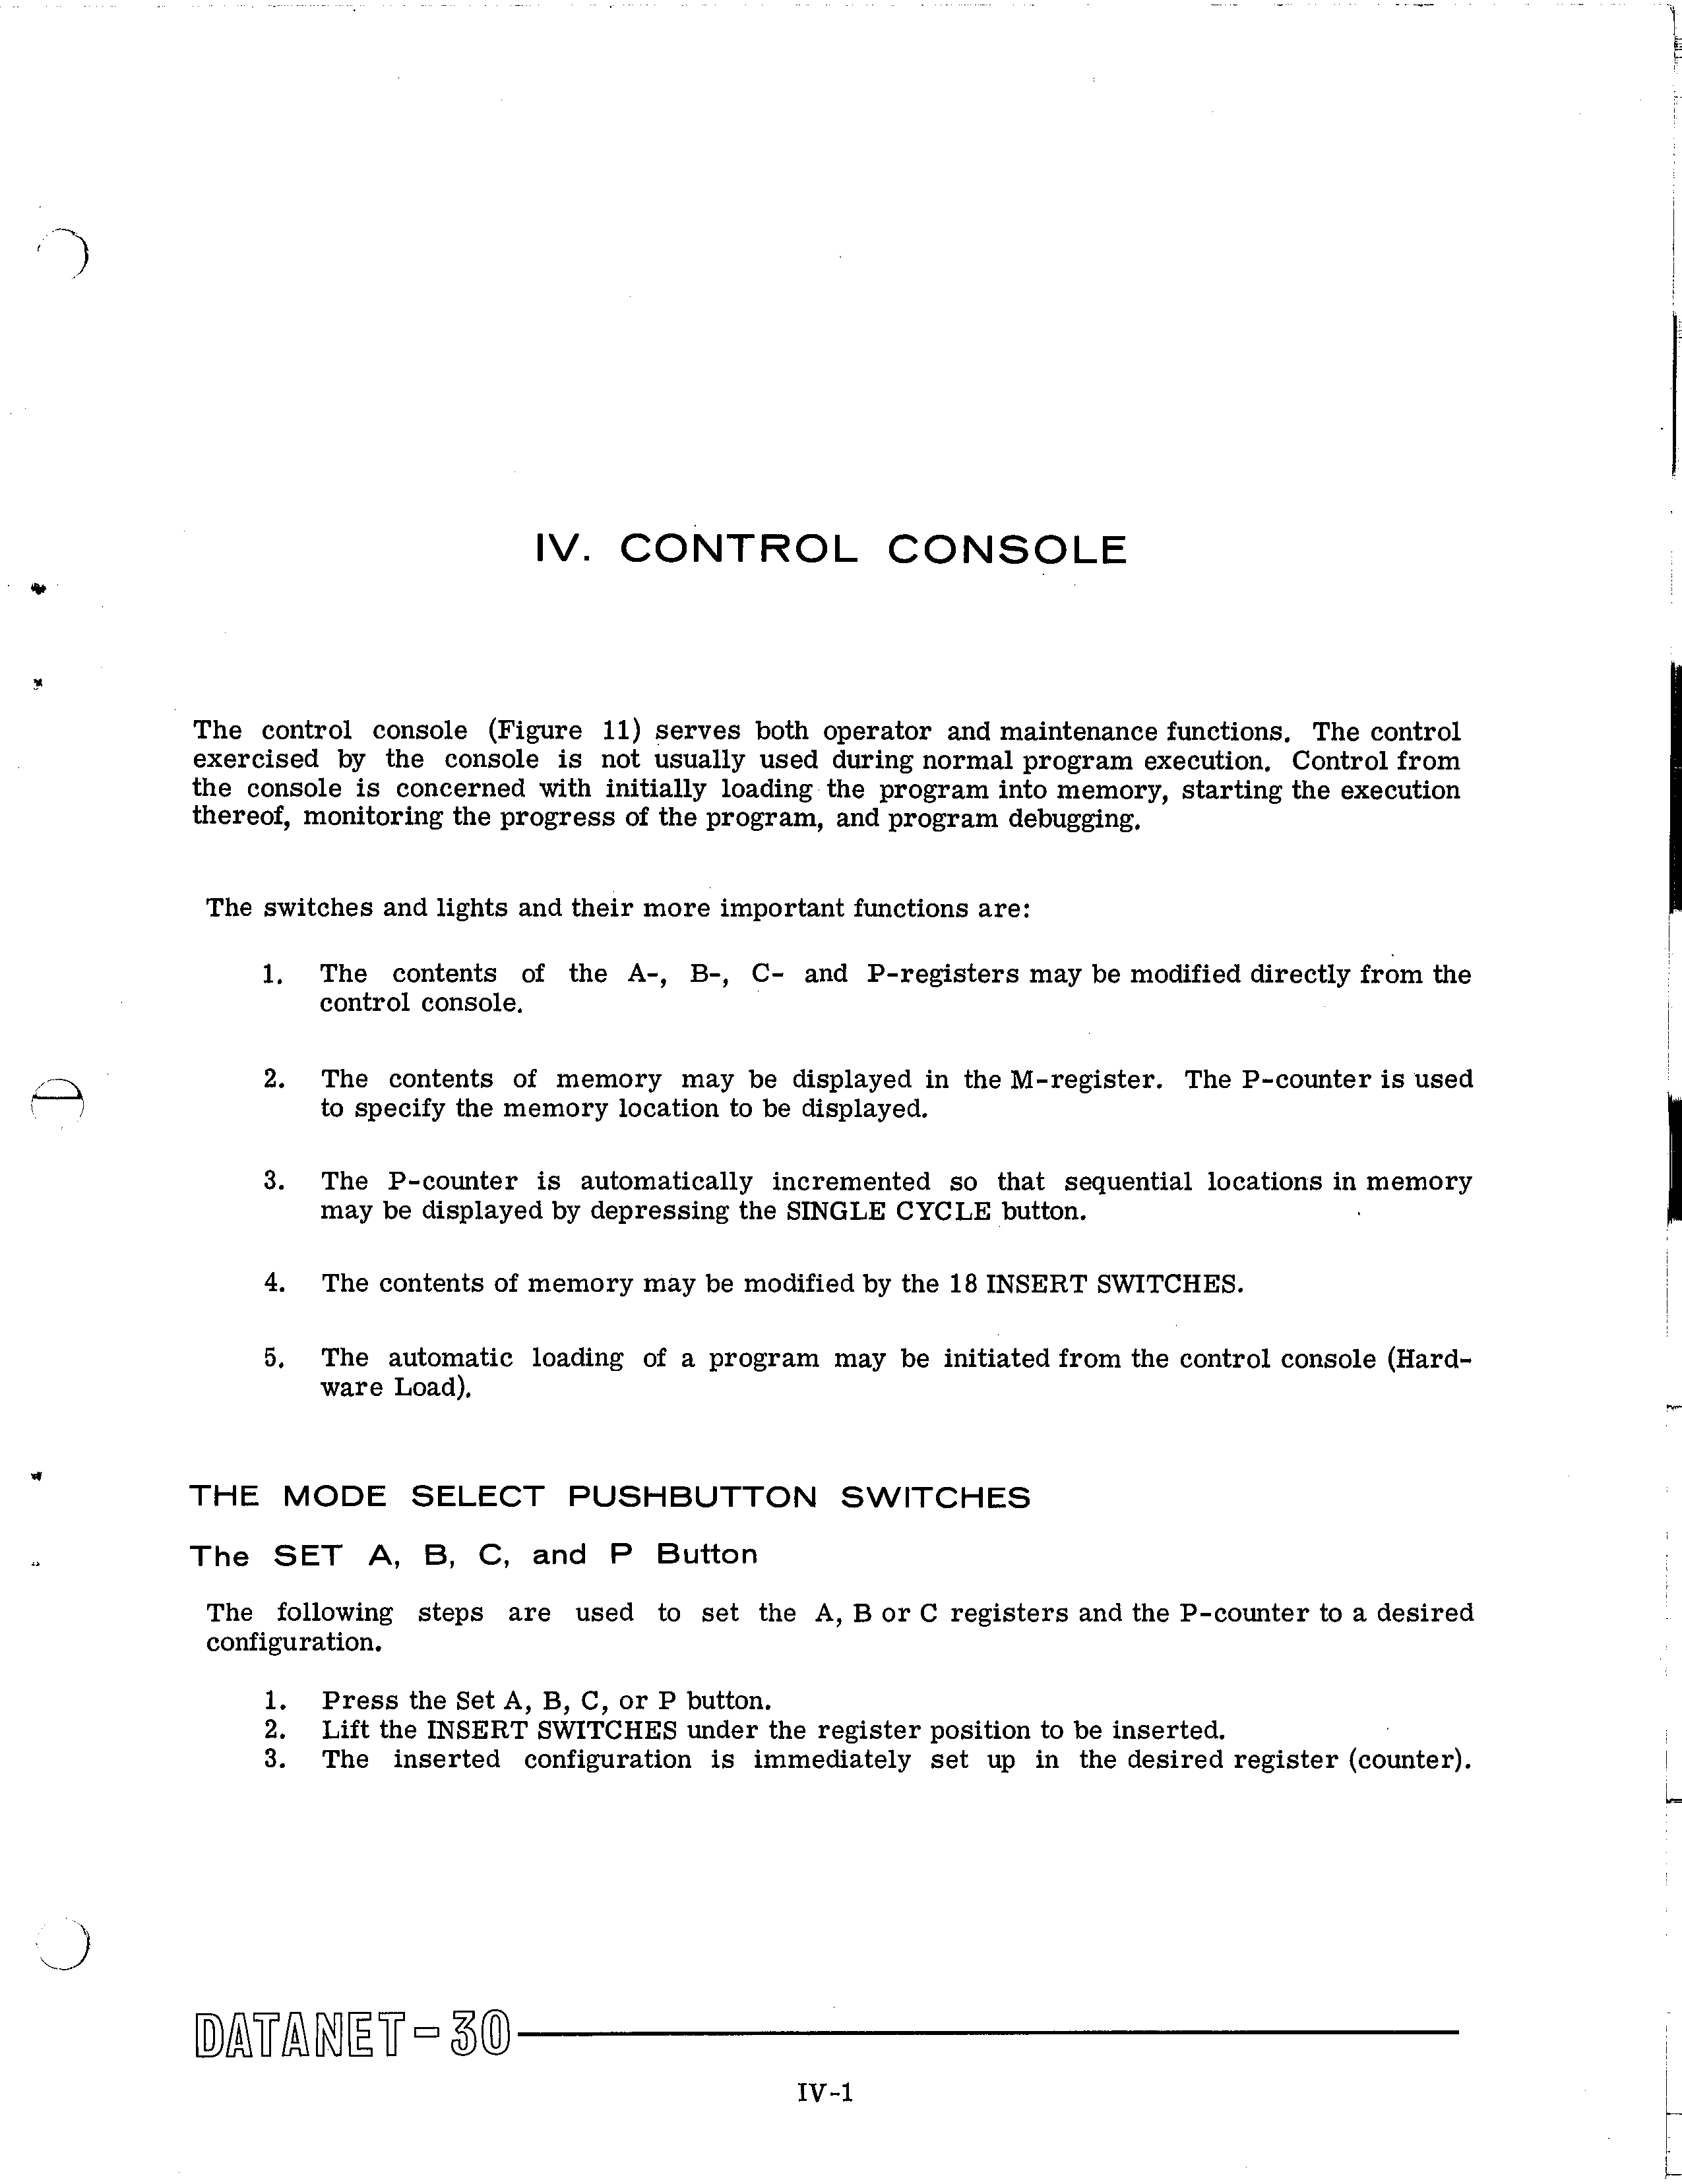 IV. CONTROL CONSOLE
The control console (Figure 11) serves both operator and maintenance functions. The control
exercised by the console is not usually used during normal program execution. Control from
the console is concerned with initially loading the program into memory, starting the execution
thereof, monitoring the progress of the program, and program debugging.
The switches and lights and their more important functions are:
1. The contents of the A-, B-, C- and P-registers may be modified directly from the
control console.
2. The contents of memory may be displayed in the M-register. The P-counter is used
to specify the memory location to be displayed.
3. The P-counter is automatically incremented so that sequential locations in memory
may be displayed by depressing the SINGLE CYCLE button.
4. The contents of memory may be modified by the 18 INSERT SWITCHES.
5. The automatic loading of a program may be initiated from the control console (Hard-
ware Load).
THE MODE SELECT PUSHBUTTON SWITCHES
The SET A, B, C, and P Button
The following steps are used to set the A, B or C registers and the P-counter to a desired
configuration.
1. Press the Set A, B, C, or P button.
2. Lift the INSERT SWITCHES under the register position to be inserted.
3. The inserted configuration is immediately set up in the desired register (counter).
DATANET-30
IV-1